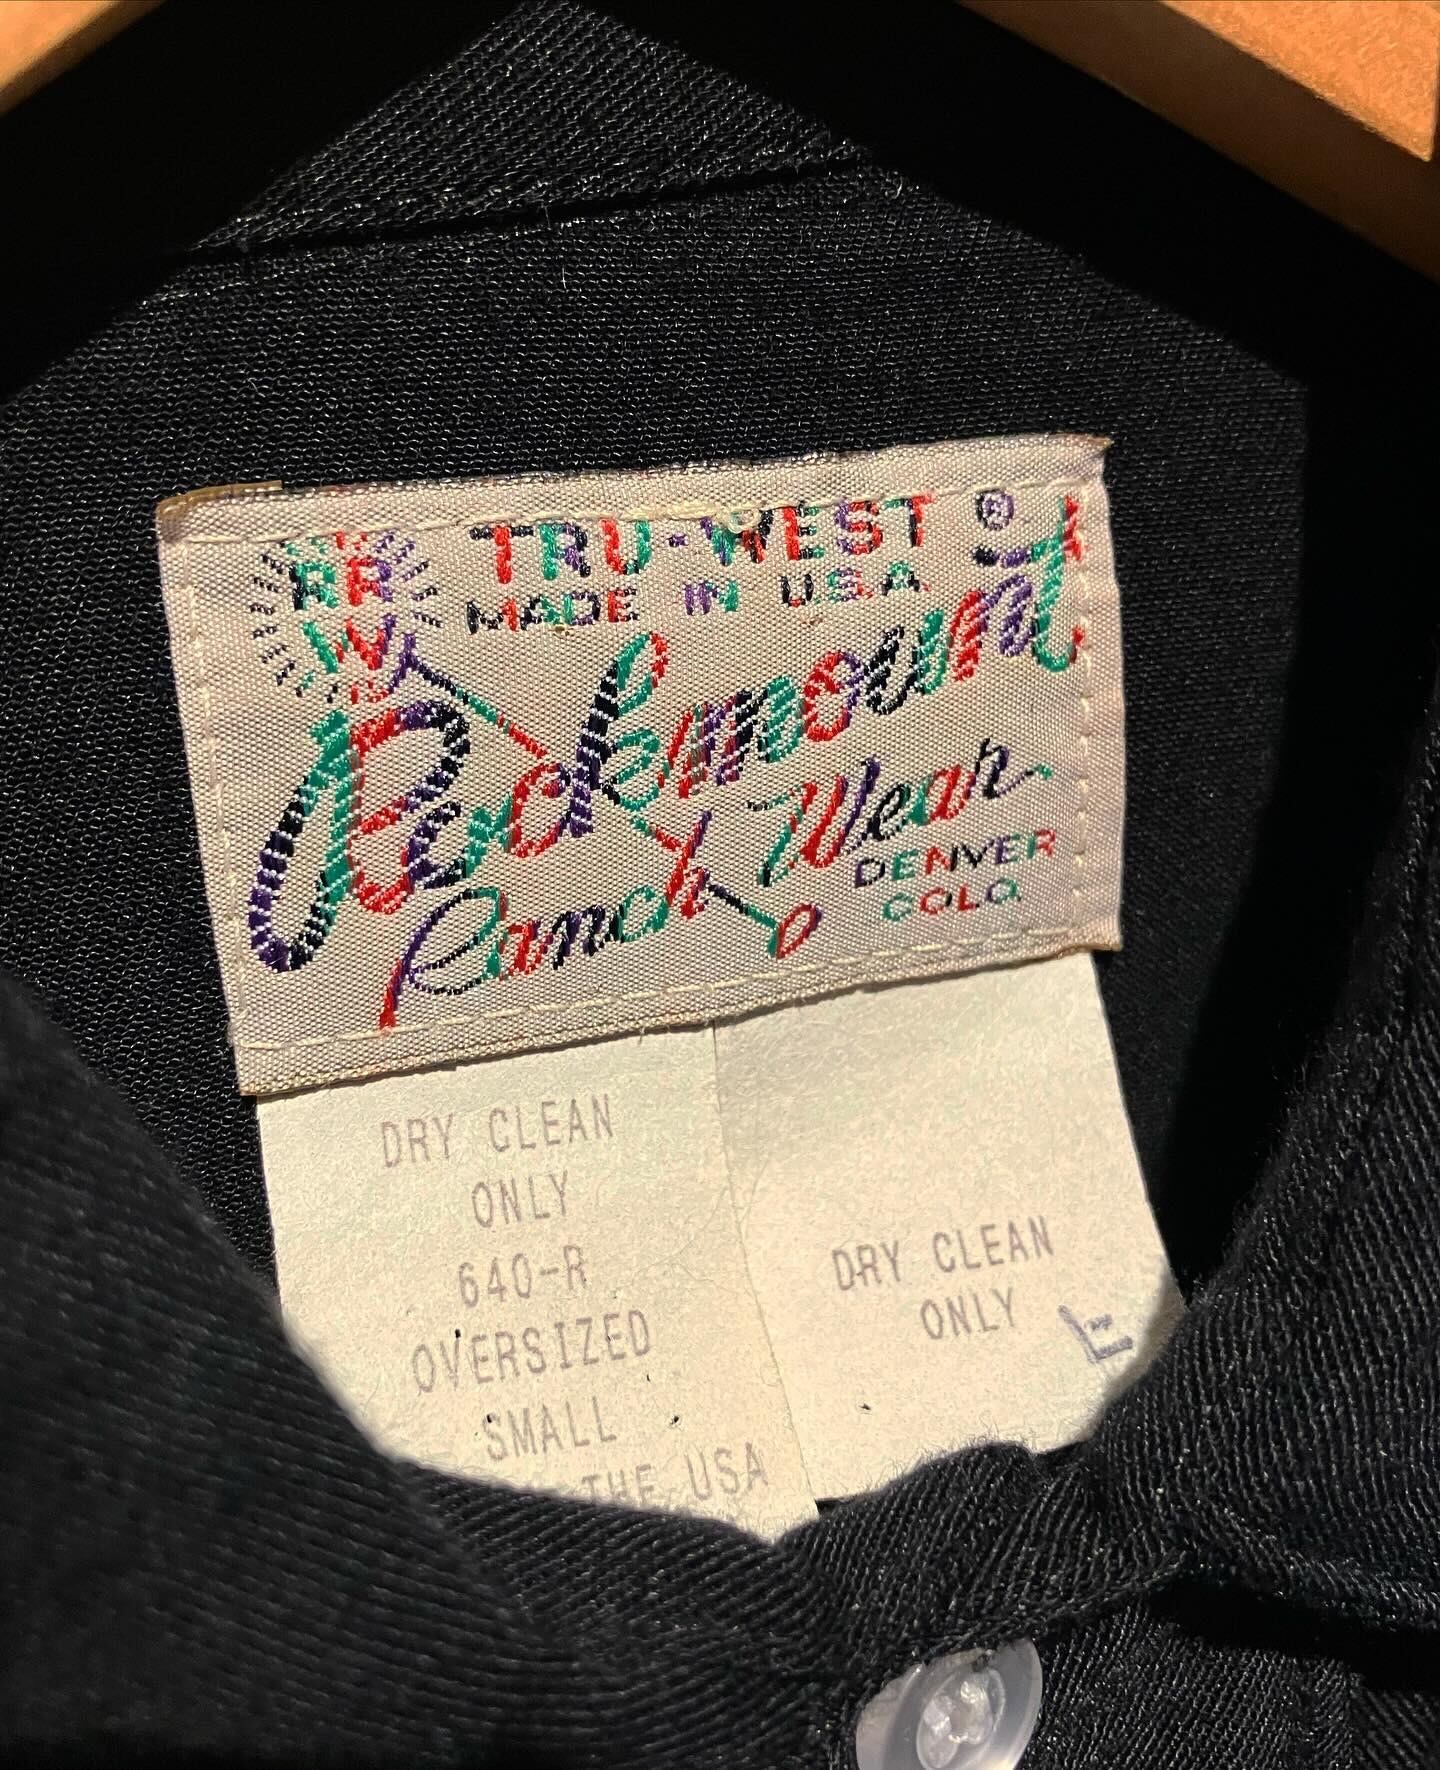 TRU-WEST ®
MADE IN U.S.A
RR
W
Rockmount
Ranch Wear
DENVER
COLO.
DRY CLEAN
ONLY
640-R
OVERSIZED
SMALL
THE USA
DRY CLEAN
ONLY